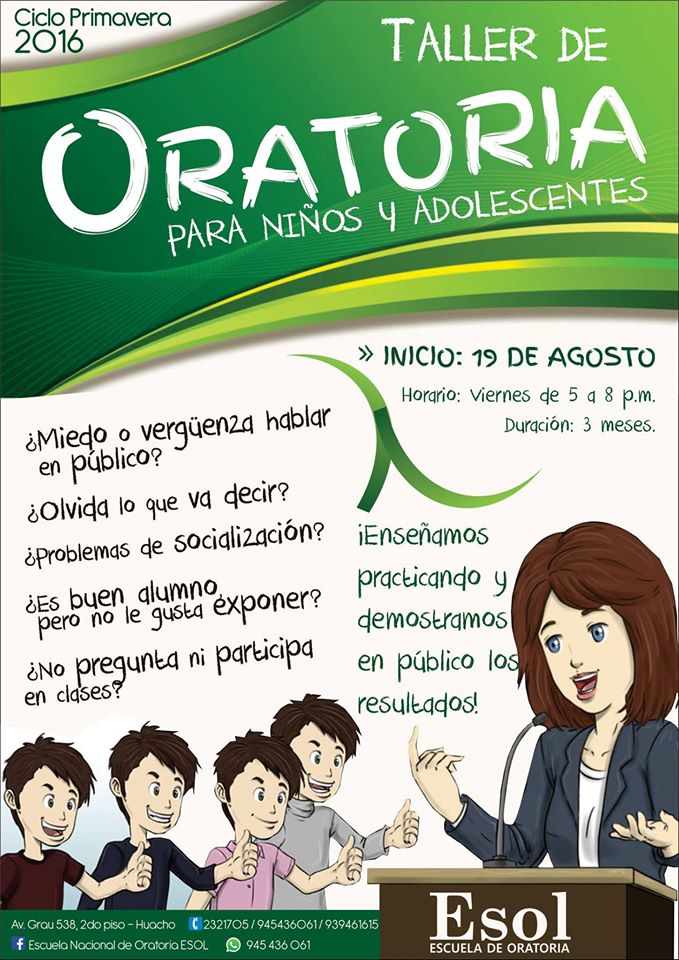 Ciclo Primavera
2016
TALLER DE
ORATORIA
PARA NIÑOS Y ADOLESCENTES
» INICIO: 19 DE AGOSTO
Horario: Viernes de 5 a 8 p.m.
Duración: 3 meses.
¿Miedo o vergüenza hablar
en público?
¿Olvida lo que va decir?
¿Problemas de socialización?
¿Es buen alumno,
pero no le gusta exponer?
¿No pregunta ni participa
en clases?
¡Enseñamos
practicando y
demostramos
en público los
resultados!
Av. Grau 538, 2do piso - Huacho 2321705 / 945436061 / 939461615
Escuela Nacional de Oratoria ESOL 945 436 061
Esol
ESCUELA DE ORATORIA